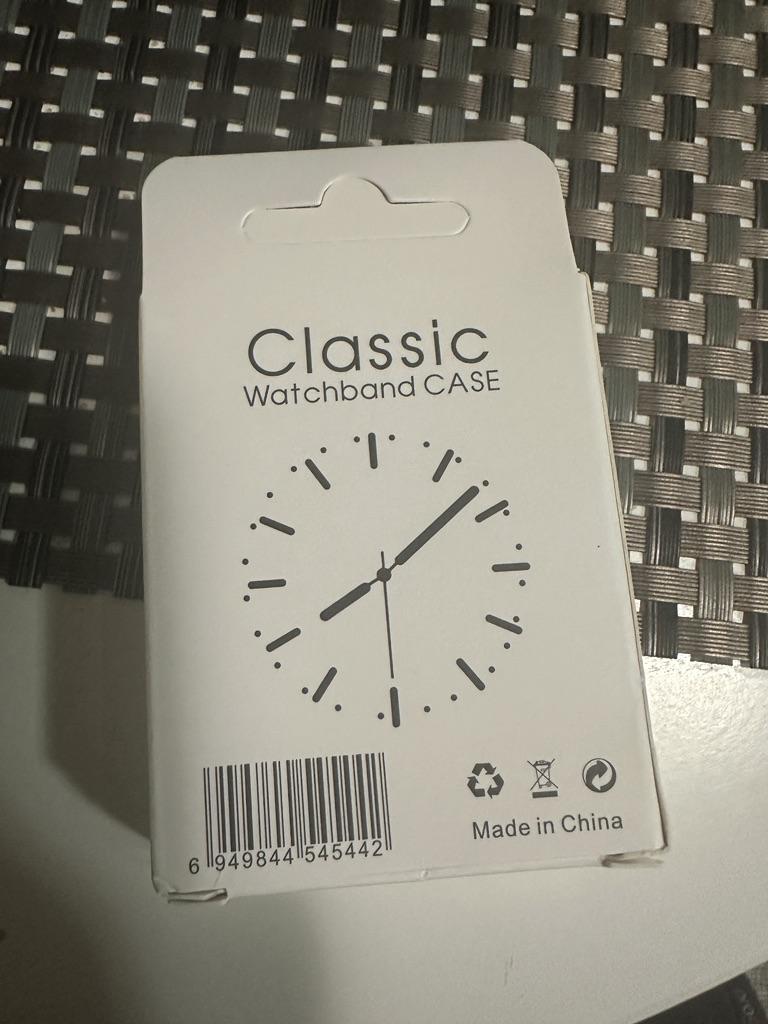 Classic
Watchband CASE
6 949844 545442
Made in China